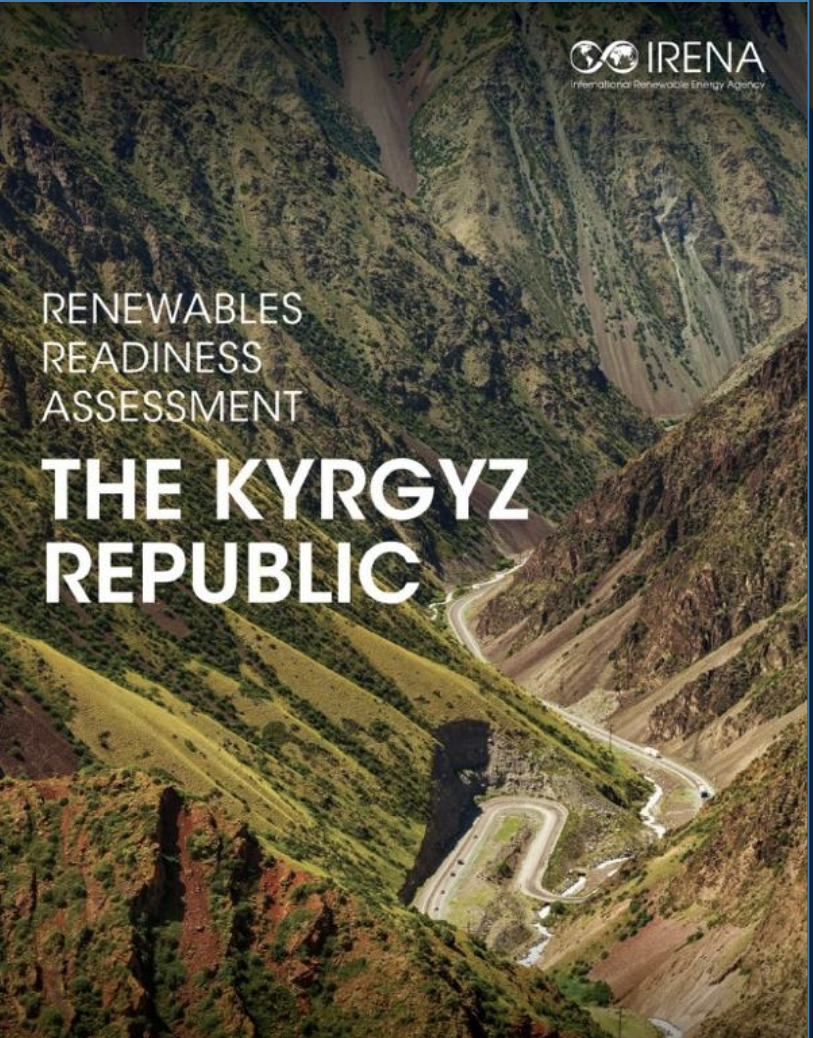 IRENA
International Renewable Energy Agency
RENEWABLES
READINESS
ASSESSMENT
THE KYRGYZ
REPUBLIC